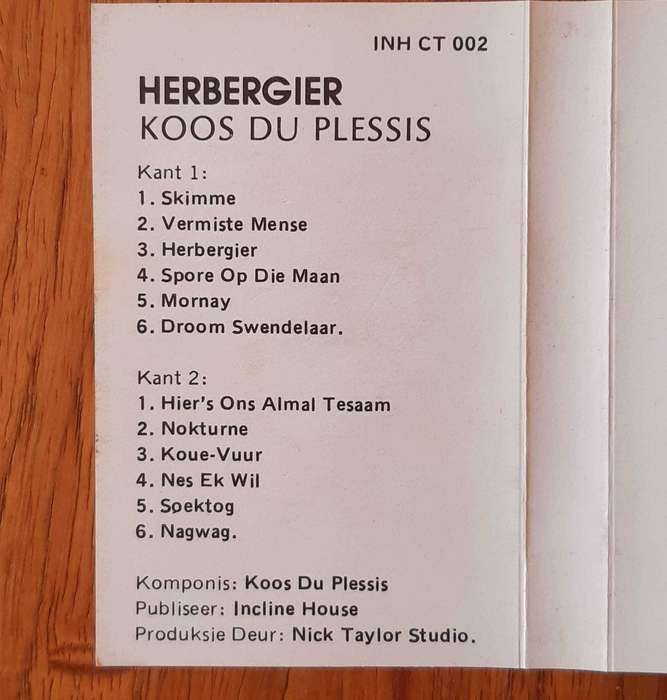 INH CT 002
HERBERGIER
KOOS DU PLESSIS
Kant 1:
1. Skimme
2. Vermiste Mense
3. Herbergier
4. Spore Op Die Maan
5. Mornay
6. Droom Swendelaar.
Kant 2:
1. Hier's Ons Almal Tesaam
2. Nokturne
3. Koue-Vuur
4. Nes Ek Wil
5. Soektog
6. Nagwag.
Komponis: Koos Du Plessis
Publiseer: Incline House
Produksie Deur: Nick Taylor Studio.